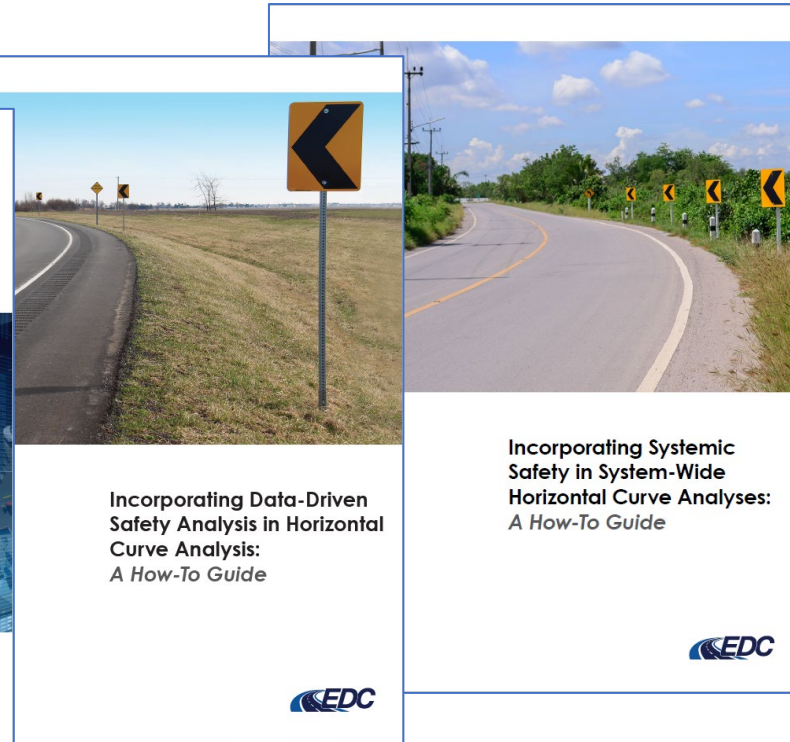 Incorporating Data-Driven
Safety Analysis in Horizontal
Curve Analysis:
A How-To Guide
EDC
Incorporating Systemic
Safety in System-Wide
Horizontal Curve Analyses:
A How-To Guide
EDC